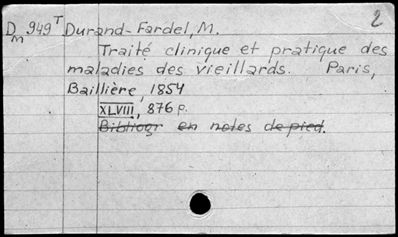 2
Dm 949 T Durand-Fardel, M.
Traité clinique et pratique des
maladies des vieillards. Paris,
Baillière, 1854
XLVIII, 876 p.
Bibliogr en notes de pied.